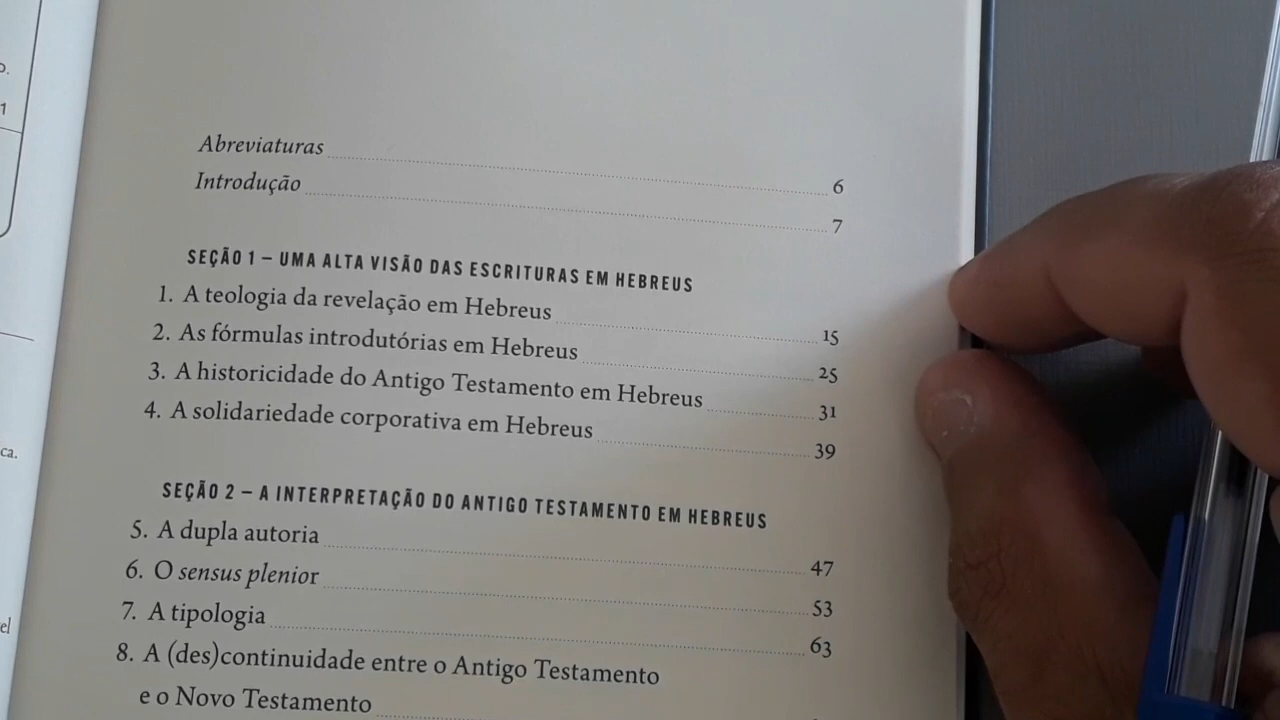 o.
1
ca.
el
Abreviaturas 6
Introdução 7
SEÇÃO 1 – UMA ALTA VISÃO DAS ESCRITURAS EM HEBREUS
1. A teologia da revelação em Hebreus 15
2. As fórmulas introdutórias em Hebreus 25
3. A historicidade do Antigo Testamento em Hebreus 31
4. A solidariedade corporativa em Hebreus 39
SEÇÃO 2 – A INTERPRETAÇÃO DO ANTIGO TESTAMENTO EM HEBREUS
5. A dupla autoria 47
6. O sensus plenior 53
7. A tipologia 63
8. A (des)continuidade entre o Antigo Testamento
e o Novo Testamento